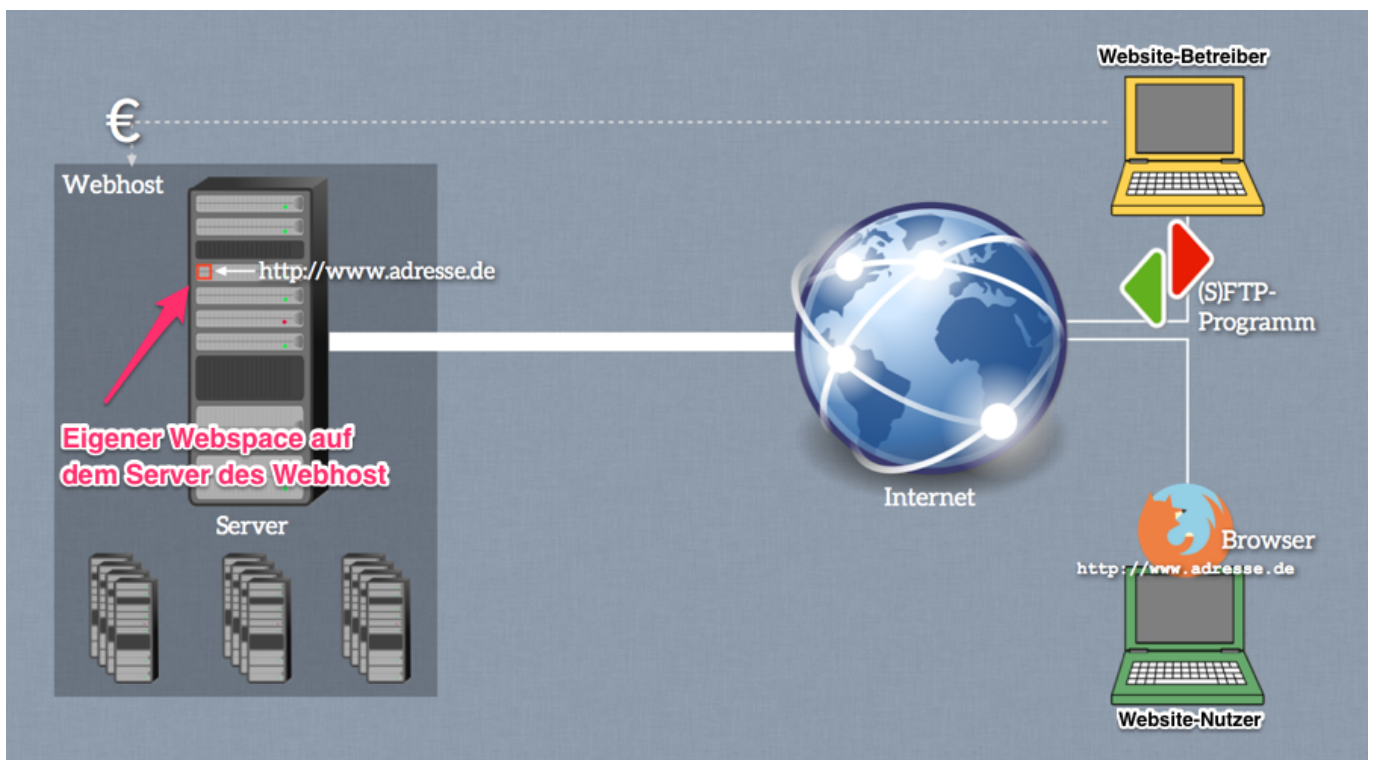 Website-Betreiber
€
Webhost
http://www.adresse.de
(S)FTP-
Programm
Eigener Webspace auf
dem Server des Webhost
Internet
Server
Browser
http://www.adresse.de
Website-Nutzer